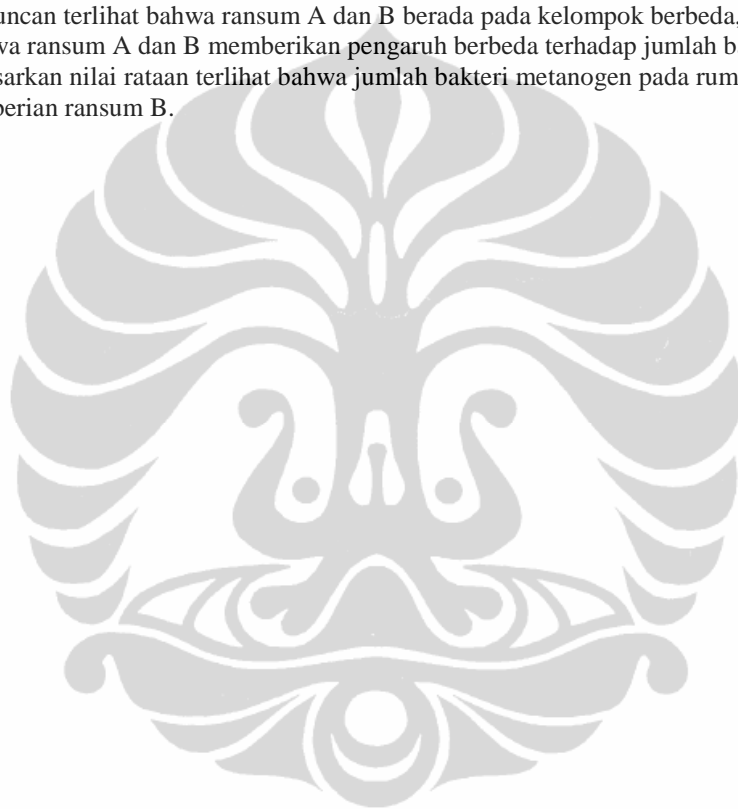 uncan terlihat bahwa ransum A dan B berada pada kelompok berbeda,
wa ransum A dan B memberikan pengaruh berbeda terhadap jumlah b
sarkan nilai rataan terlihat bahwa jumlah bakteri metanogen pada rum
berian ransum B.